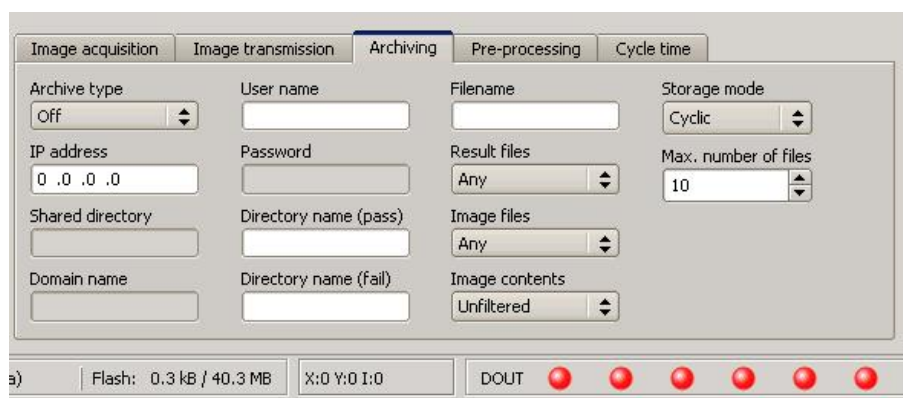 Image acquisition Image transmission Archiving Pre-processing Cycle time
Archive type User name Filename Storage mode
Off Cyclic
IP address Password Result files Max. number of files
0 .0 .0 .0 Any 10
Shared directory Directory name (pass) Image files
Any
Domain name Directory name (fail) Image contents
Unfiltered
a) Flash: 0.3 kB / 40.3 MB X:0 Y:0 I:0 DOUT